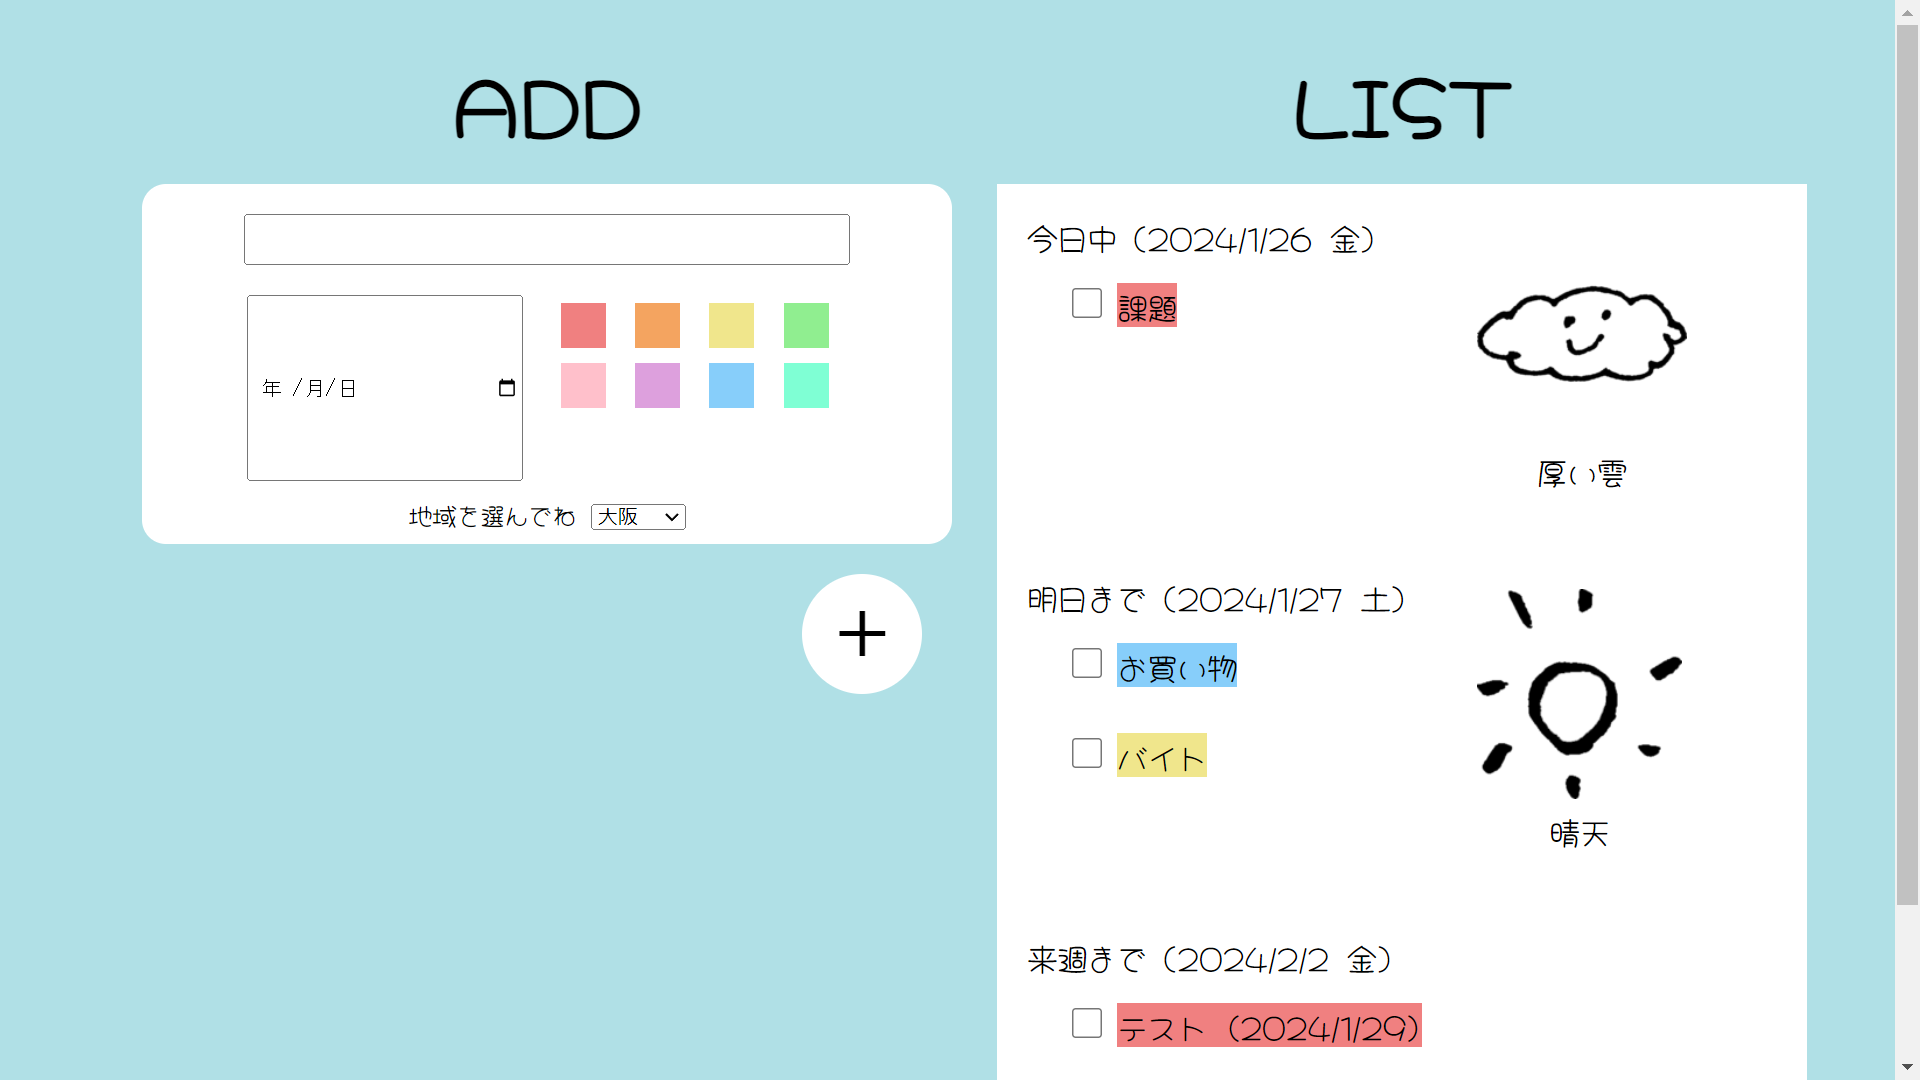 ADD
年 /月/日
地域を選んでね 大阪
+
LIST
今日中（2024/1/26 金）
課題
厚い雲
明日まで（2024/1/27 土）
お買い物
バイト
晴天
来週まで（2024/2/2 金）
テスト（2024/1/29）